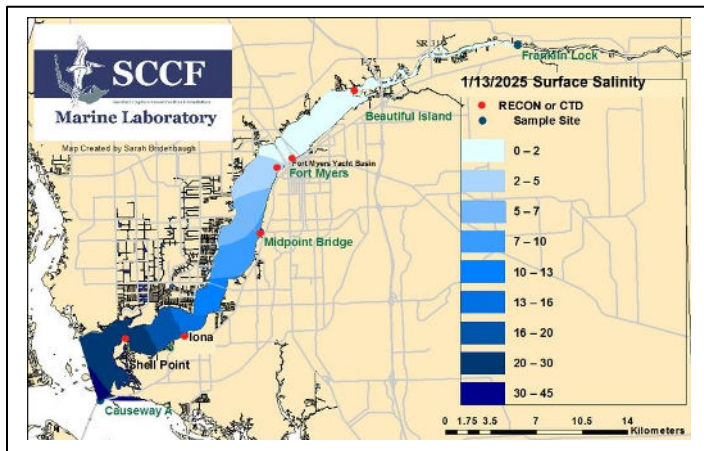 SCCF
Marine Laboratory
Map Created by Sarah Bridenbaugh
SR 31
I-75
Franklin Lock
1/13/2025 Surface Salinity
RECON or CTD
Sample Site
Beautiful Island
0 – 2
Fort Myers Yacht Basin
Fort Myers
2 – 5
5 – 7
Midpoint Bridge
7 – 10
10 – 13
13 – 16
Iona
16 – 20
Shell Point
20 – 30
30 – 45
Causeway A
0 1.75 3.5 7 10.5 14
Kilometers